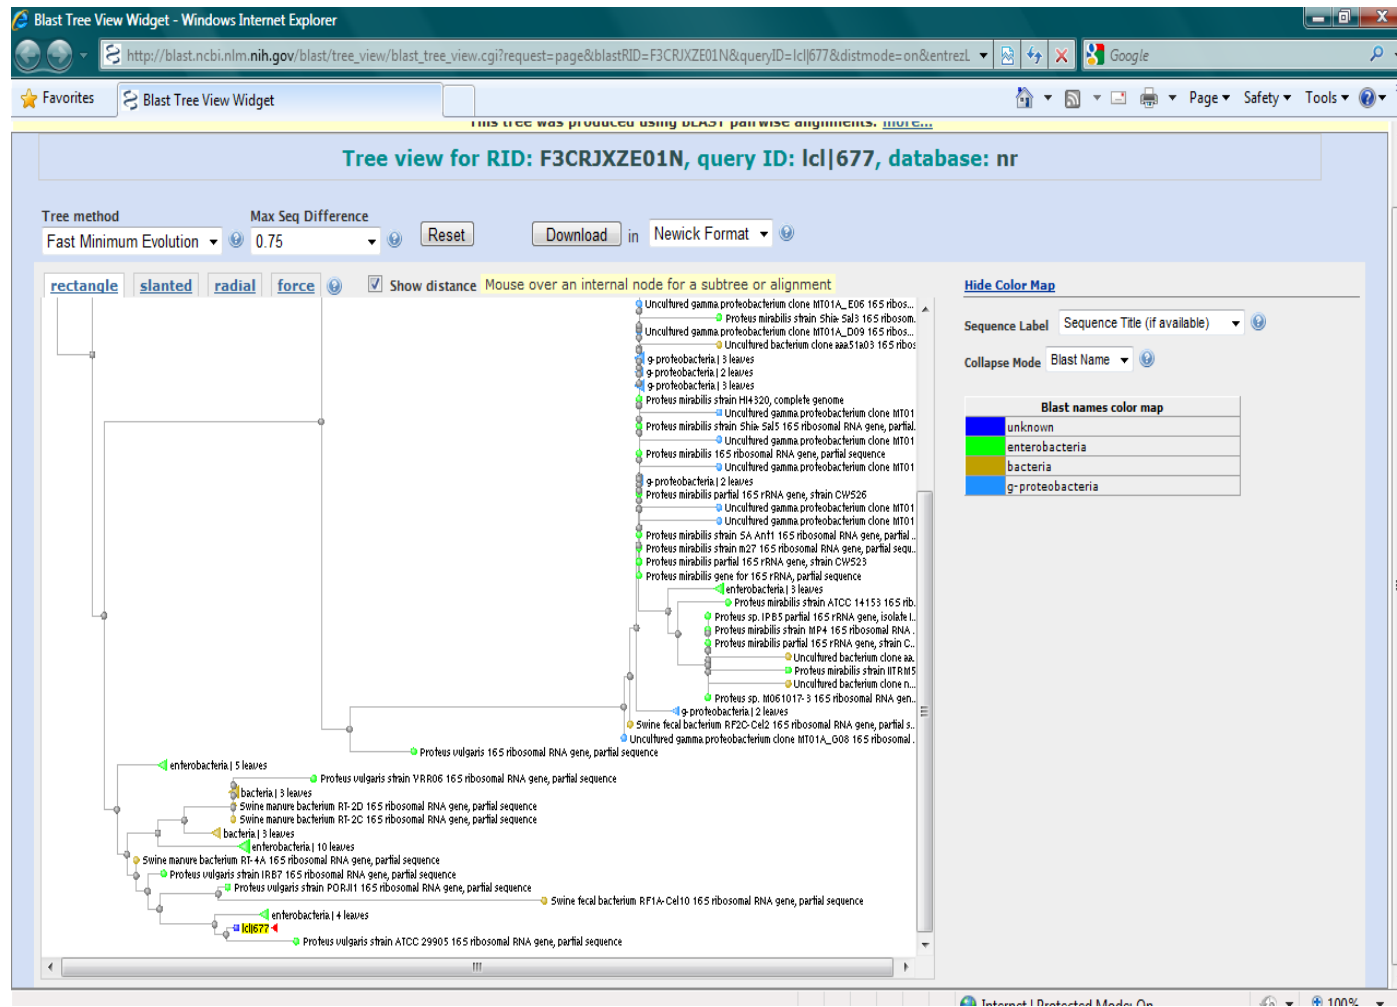 Blast Tree View Widget - Windows Internet Explorer
http://blast.ncbi.nlm.nih.gov/blast/tree_view/blast_tree_view.cgi?request=page&blastRID=F3CRJXZE01N&queryID=lcl|677&distmode=on&entrezL
Google
Favorites Blast Tree View Widget Page Safety Tools
This tree was produced using BLAST pairwise alignments. more...
Tree view for RID: F3CRJXZE01N, query ID: lcl|677, database: nr
Tree method Max Seq Difference
Fast Minimum Evolution 0.75 Reset Download in Newick Format
rectangle slanted radial force Show distance Mouse over an internal node for a subtree or alignment
Hide Color Map
Sequence Label Sequence Title (if available)
Collapse Mode Blast Name
Blast names color map
unknown
enterobacteria
bacteria
g-proteobacteria
Uncultured gamma proteobacterium clone MT01A_E06 16S ribos...
Proteus mirabilis strain Shia-Sal3 16S ribosom.
Uncultured gamma proteobacterium clone MT01A_D09 16S ribos...
Uncultured bacterium clone aaa51a03 16S ribos
g-proteobacteria | 3 leaves
g-proteobacteria | 2 leaves
g-proteobacteria | 3 leaves
Proteus mirabilis strain HI4320, complete genome
Uncultured gamma proteobacterium clone MT01
Proteus mirabilis strain Shia-Sal5 16S ribosomal RNA gene, partial.
Uncultured gamma proteobacterium clone MT01
Proteus mirabilis 16S ribosomal RNA gene, partial sequence
Uncultured gamma proteobacterium clone MT01
g-proteobacteria | 2 leaves
Proteus mirabilis partial 16S rRNA gene, strain CWS26
Uncultured gamma proteobacterium clone MT01
Uncultured gamma proteobacterium clone MT01
Proteus mirabilis strain SA Ant1 16S ribosomal RNA gene, partial ..
Proteus mirabilis strain m27 16S ribosomal RNA gene, partial sequ..
Proteus mirabilis partial 16S rRNA gene, strain CWS23
Proteus mirabilis gene for 16S rRNA, partial sequence
enterobacteria | 3 leaves
Proteus mirabilis strain ATCC 14153 16S rib.
Proteus sp. IPB5 partial 16S rRNA gene, isolate I..
Proteus mirabilis strain MP4 16S ribosomal RNA .
Proteus mirabilis partial 16S rRNA gene, strain C..
Uncultured bacterium clone aa.
Proteus mirabilis strain IITRM5
Uncultured bacterium clone n...
Proteus sp. M061017-3 16S ribosomal RNA gen..
g-proteobacteria | 2 leaves
Swine fecal bacterium RF2C-Cel2 16S ribosomal RNA gene, partial s..
Uncultured gamma proteobacterium clone MT01A_G08 16S ribosomal .
Proteus vulgaris 16S ribosomal RNA gene, partial sequence
enterobacteria | 5 leaves
Proteus vulgaris strain YRR06 16S ribosomal RNA gene, partial sequence
bacteria | 3 leaves
Swine manure bacterium RT-2D 16S ribosomal RNA gene, partial sequence
Swine manure bacterium RT-2C 16S ribosomal RNA gene, partial sequence
bacteria | 3 leaves
enterobacteria | 10 leaves
Swine manure bacterium RT-4A 16S ribosomal RNA gene, partial sequence
Proteus vulgaris strain IRB7 16S ribosomal RNA gene, partial sequence
Proteus vulgaris strain PORJI1 16S ribosomal RNA gene, partial sequence
Swine fecal bacterium RF1A-Cel10 16S ribosomal RNA gene, partial sequence
enterobacteria | 4 leaves
lcl|677
Proteus vulgaris strain ATCC 29905 16S ribosomal RNA gene, partial sequence
Internet | Protected Mode: On 100%